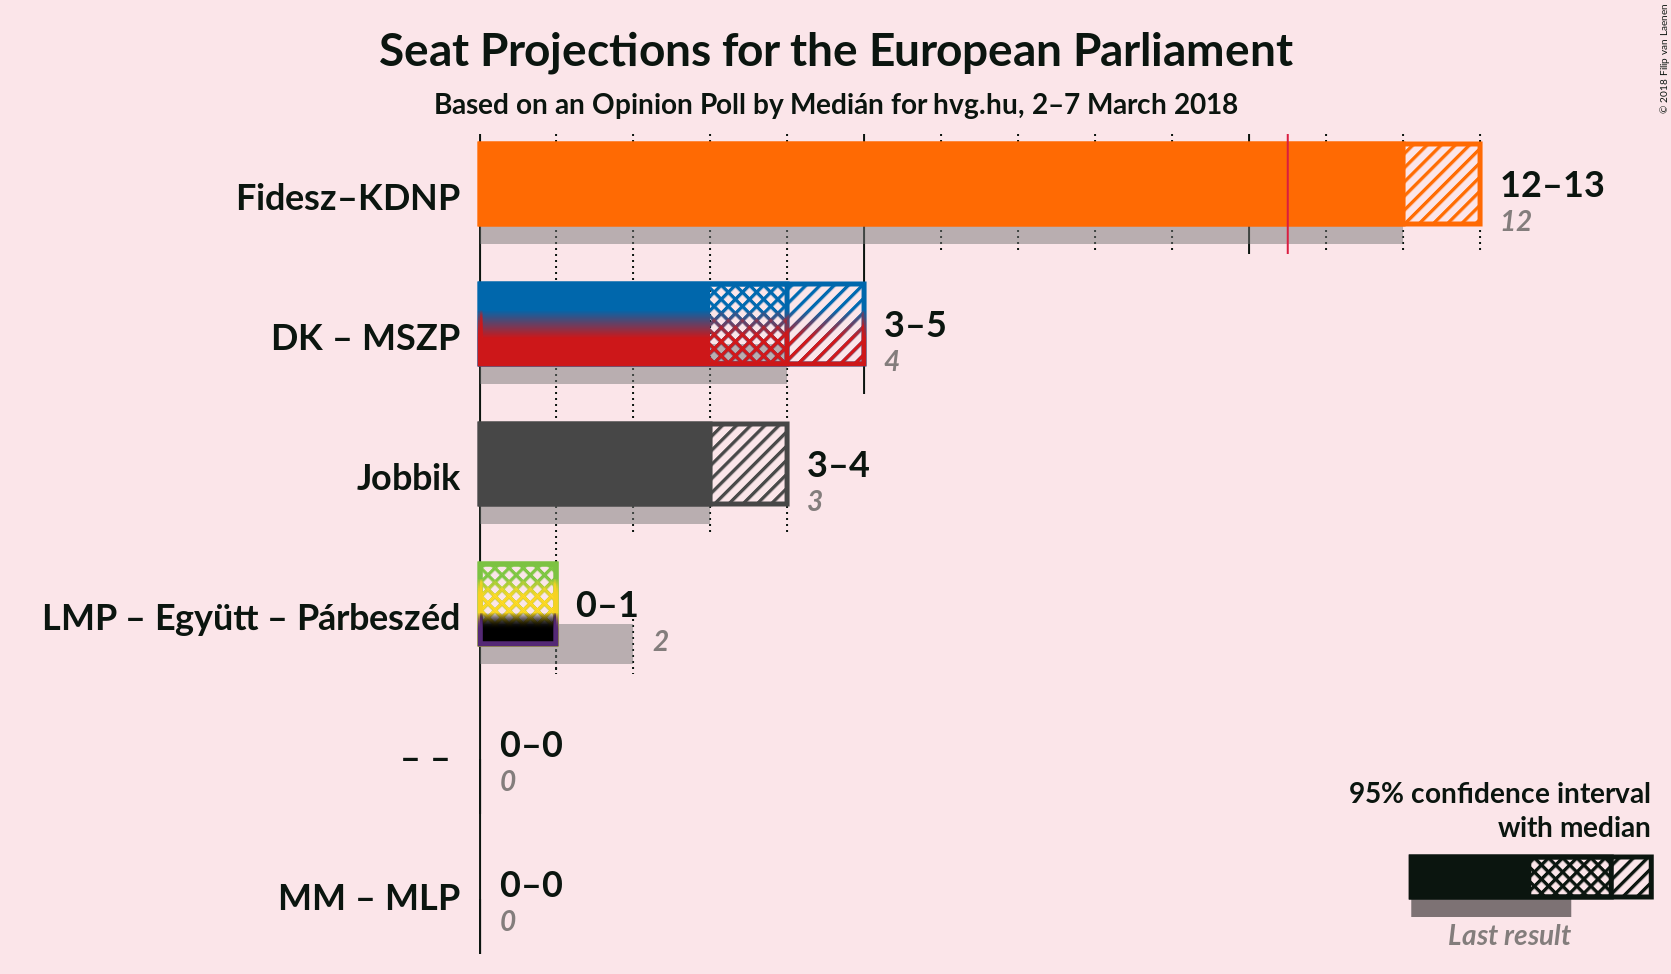 Seat Projections for the European Parliament
Based on an Opinion Poll by Medián for hvg.hu, 2–7 March 2018
© 2018 Filip van Laenen
Fidesz–KDNP
12–13
12
DK – MSZP
3–5
4
Jobbik
3–4
3
LMP – Együtt – Párbeszéd
0–1
2
– –
0–0
0
MM – MLP
0–0
0
95% confidence interval
with median
Last result